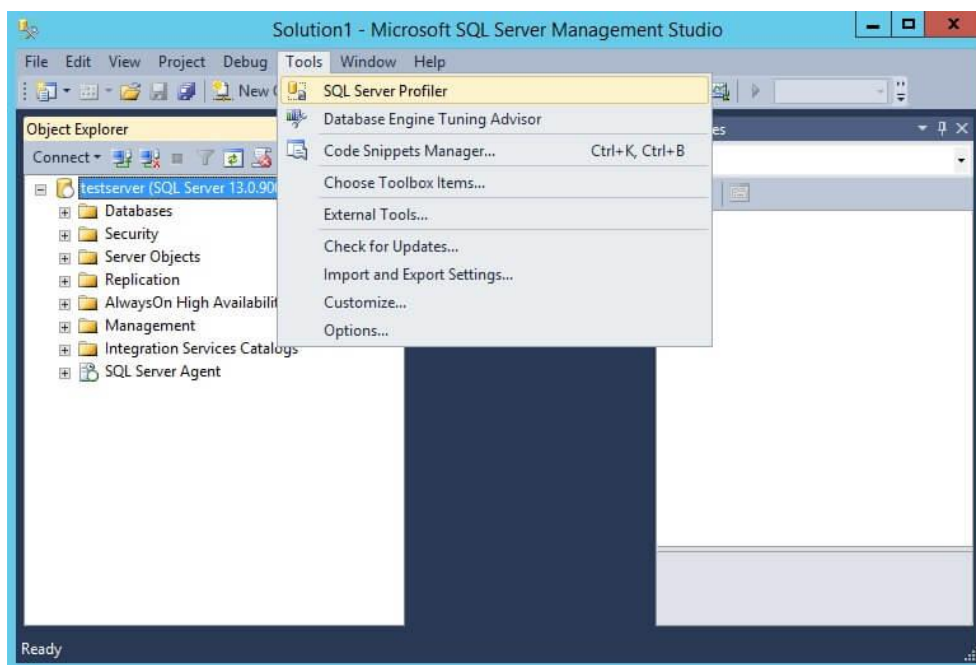 Solution1 - Microsoft SQL Server Management Studio
File Edit View Project Debug Tools Window Help
New
SQL Server Profiler
Database Engine Tuning Advisor
Code Snippets Manager... Ctrl+K, Ctrl+B
Choose Toolbox Items...
External Tools...
Check for Updates...
Import and Export Settings...
Customize...
Options...
Object Explorer
Connect
testserver (SQL Server 13.0.900
Databases
Security
Server Objects
Replication
AlwaysOn High Availabilit
Management
Integration Services Catalogs
SQL Server Agent
es
Ready